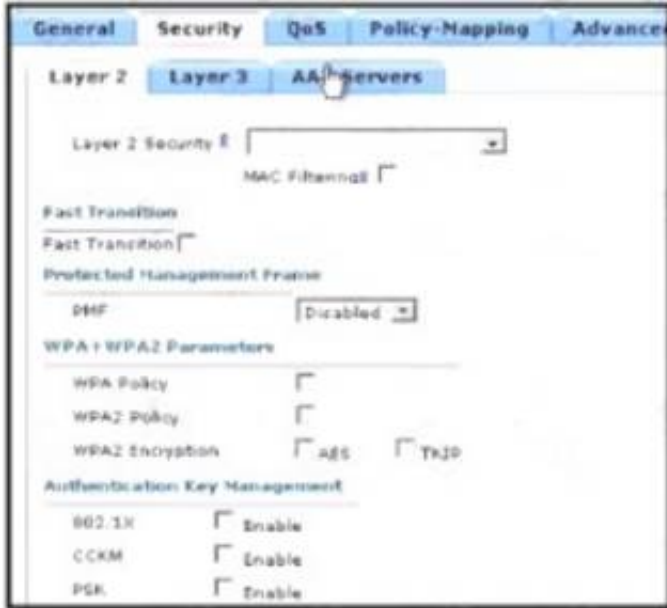 General Security QoS Policy-Mapping Advanced
Layer 2 Layer 3 AAA Servers
Layer 2 Security
MAC Filtering
Fast Transition
Fast Transition
Protected Management Frame
PMF Disabled
WPA+WPA2 Parameters
WPA Policy
WPA2 Policy
WPA2 Encryption AES TKIP
Authentication Key Management
802.1X Enable
CCKM Enable
PSK Enable